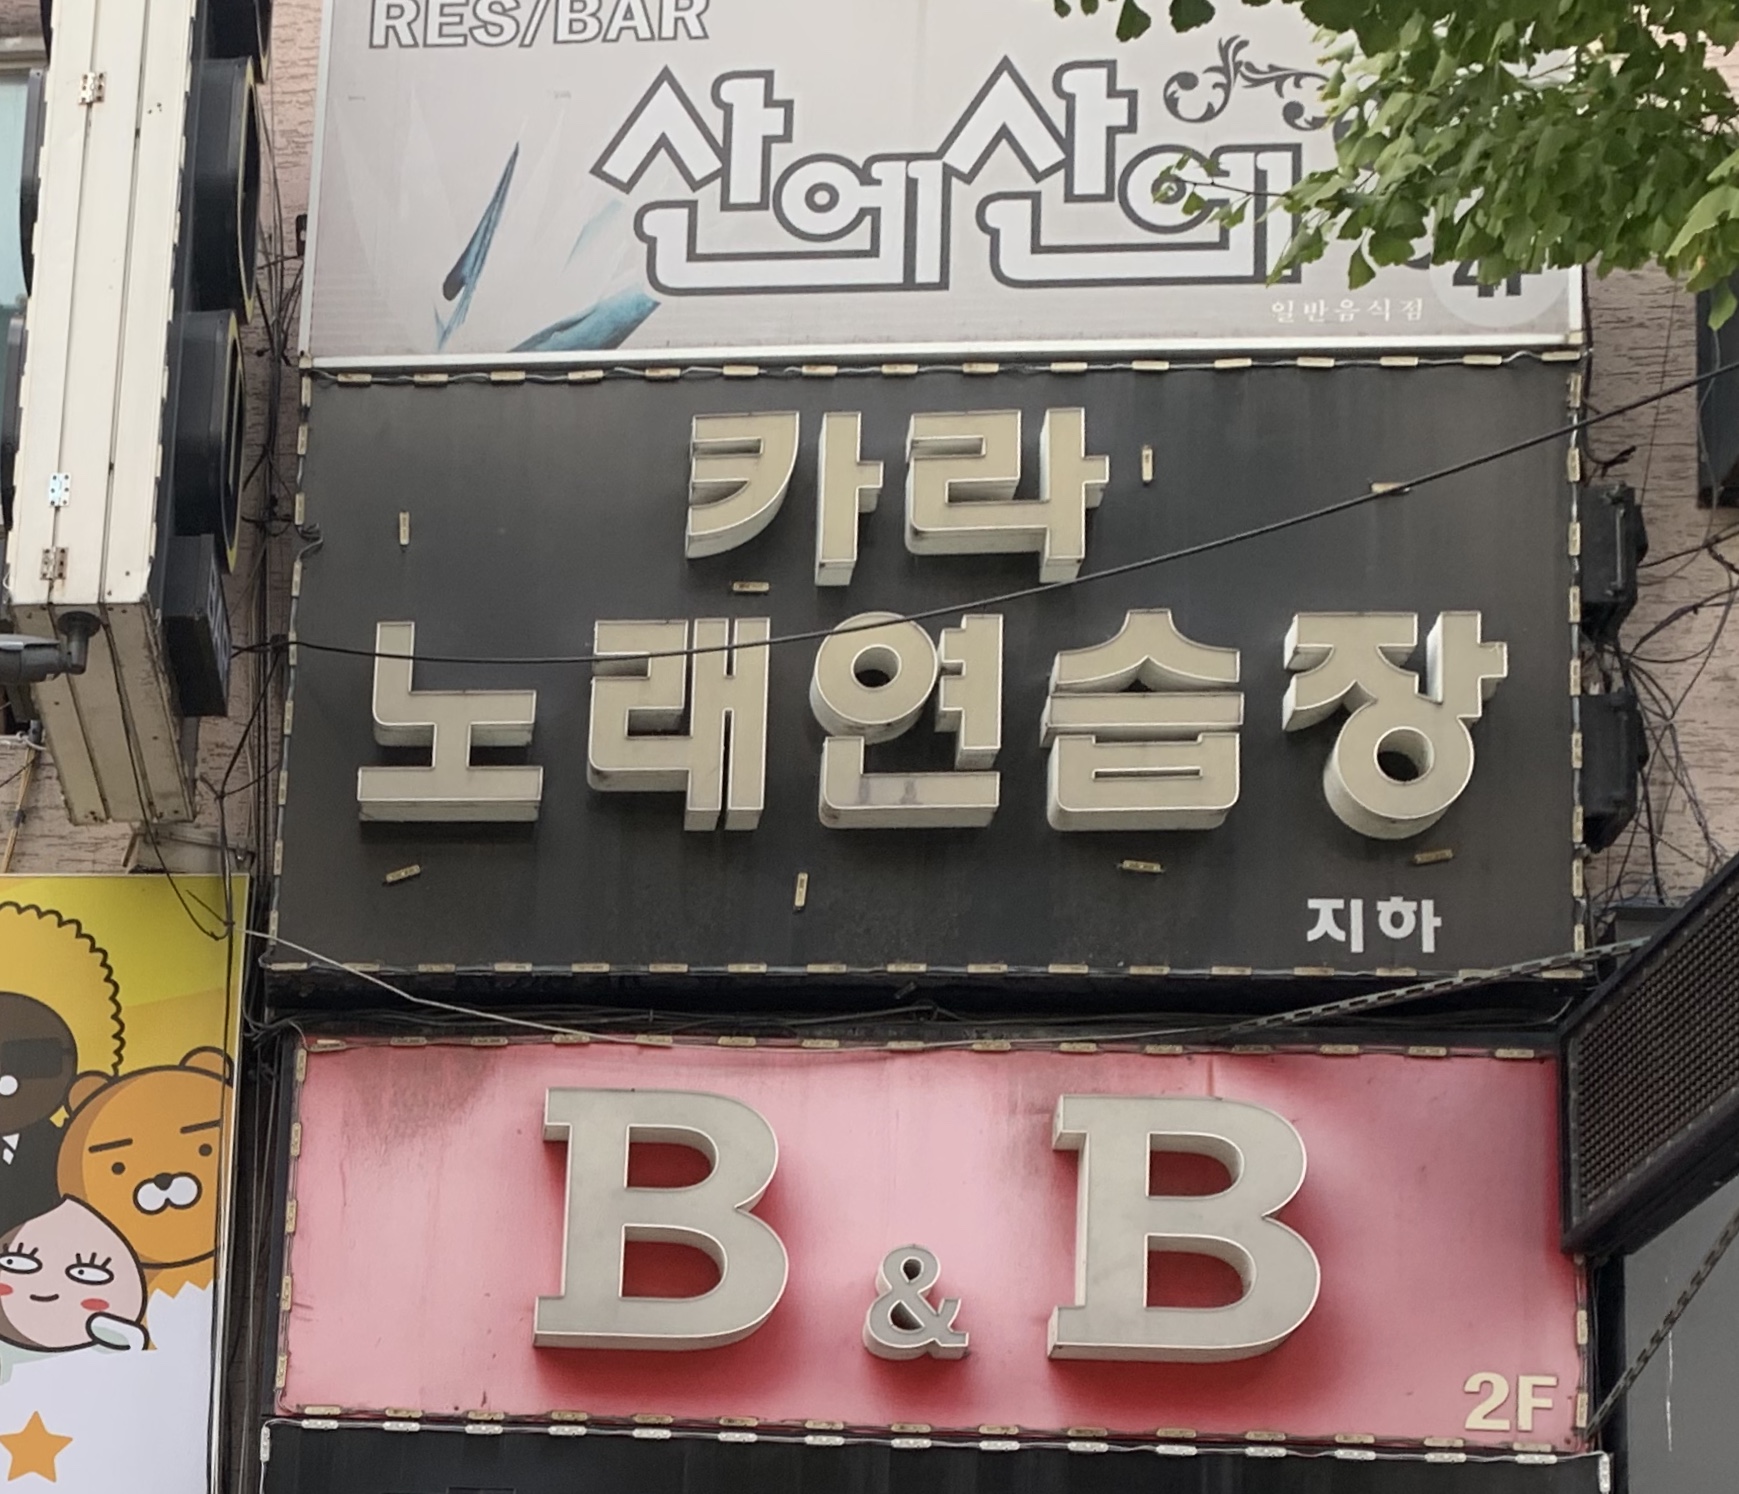 RES/BAR
산에산에
일반음식점
카라
노래연습장
지하
B & B
2F